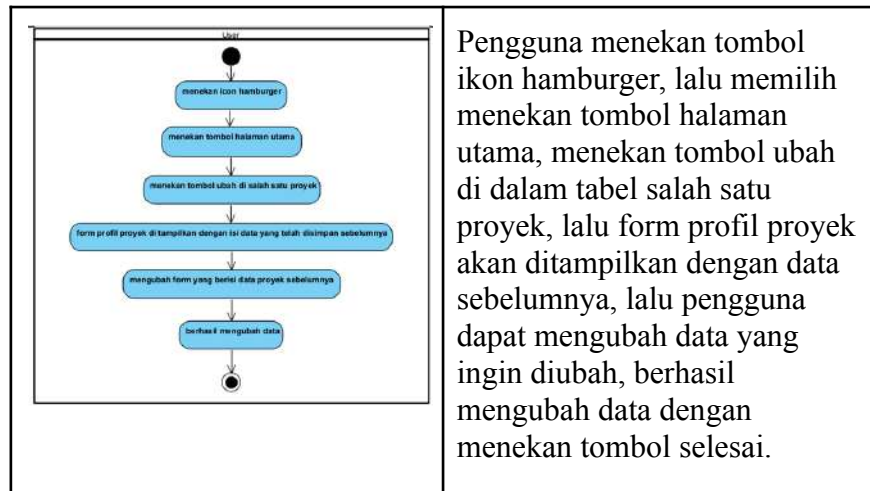 User
menekan icon hamburger
menekan tombol halaman utama
menekan tombol ubah di salah satu proyek
form profil proyek di tampilkan dengan isi data yang telah disimpan sebelumnya
mengubah form yang berisi data proyek sebelumnya
berhasil mengubah data
Pengguna menekan tombol
ikon hamburger, lalu memilih
menekan tombol halaman
utama, menekan tombol ubah
di dalam tabel salah satu
proyek, lalu form profil proyek
akan ditampilkan dengan data
sebelumnya, lalu pengguna
dapat mengubah data yang
ingin diubah, berhasil
mengubah data dengan
menekan tombol selesai.